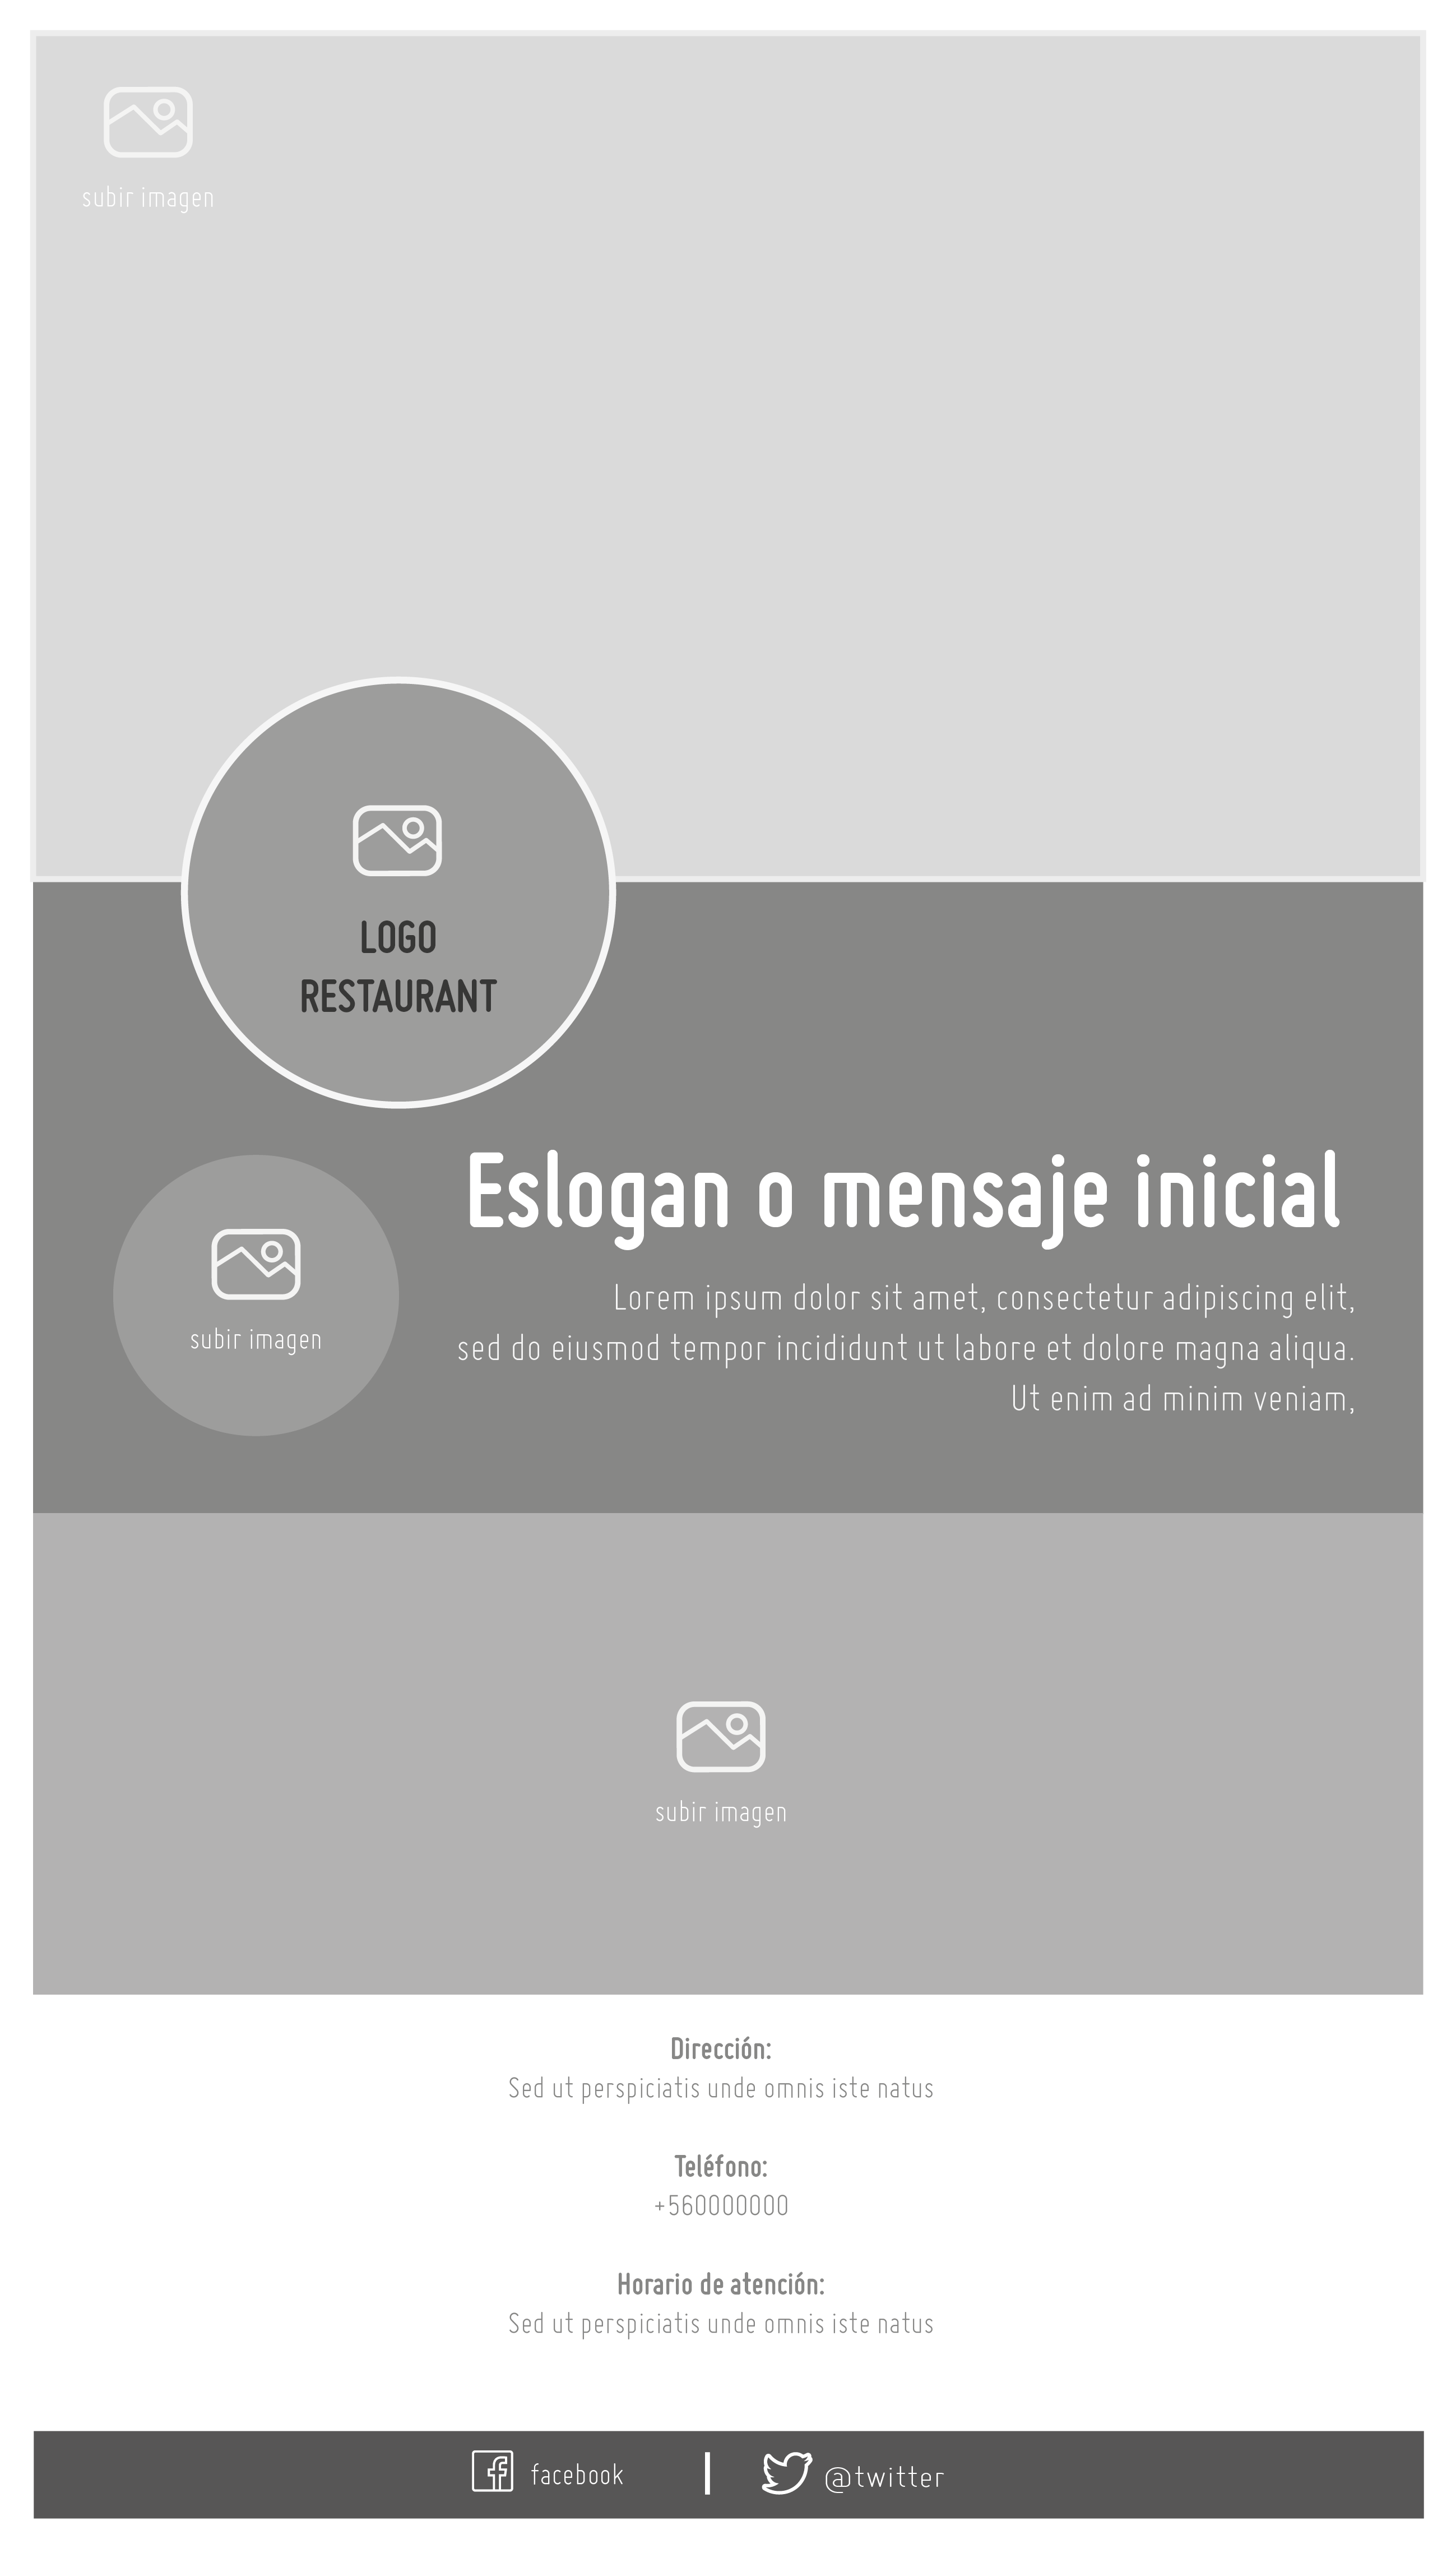 subir imagen
LOGO
RESTAURANT
Eslogan o mensaje inicial
Lorem ipsum dolor sit amet, consectetur adipiscing elit,
sed do eiusmod tempor incididunt ut labore et dolore magna aliqua.
Ut enim ad minim veniam,
subir imagen
subir imagen
Dirección:
Sed ut perspiciatis unde omnis iste natus
Teléfono:
+560000000
Horario de atención:
Sed ut perspiciatis unde omnis iste natus
facebook
@twitter